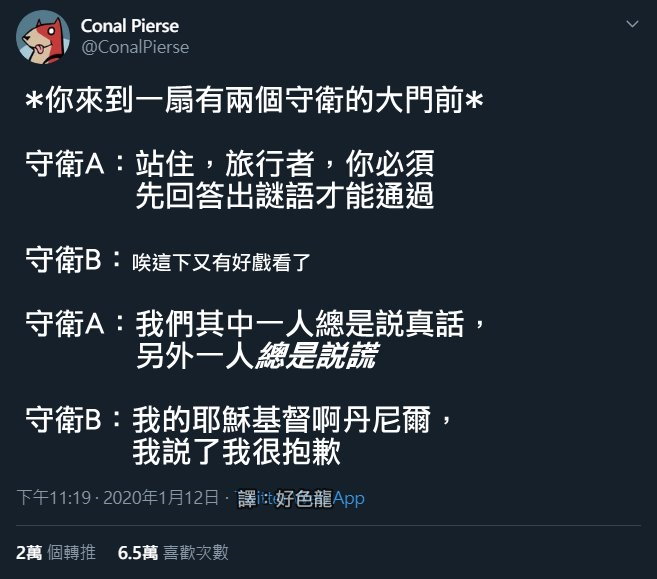 Conal Pierse
@ConalPierse
*你來到一扇有兩個守衛的大門前*
守衛A：站住，旅行者，你必須
先回答出謎語才能通過
守衛B：唉這下又有好戲看了
守衛A：我們其中一人總是說真話，
另外一人總是說謊
守衛B：我的耶穌基督啊丹尼爾，
我說了我很抱歉
下午11:19 · 2020年1月12日 · 譯：好色龍 App
2萬 個轉推 6.5萬 喜歡次數